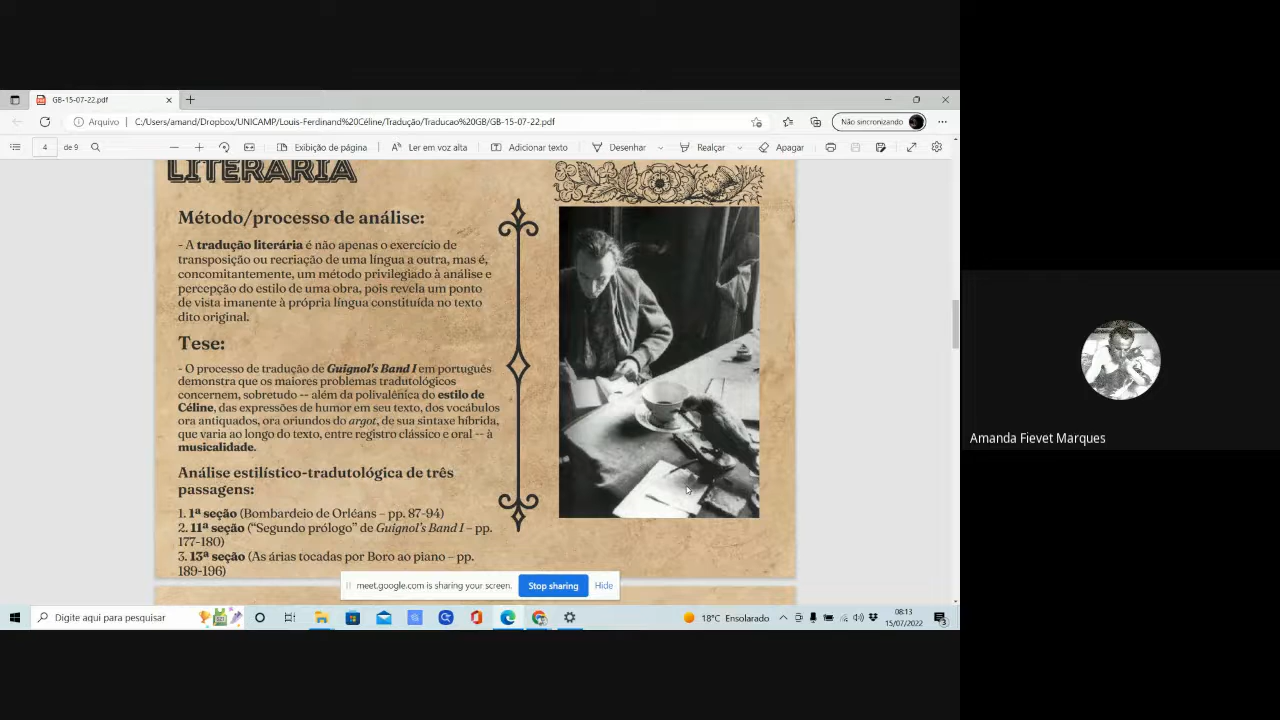 GB-15-07-22.pdf
Arquivo
C:/Users/amand/Dropbox/UNICAMP/Louis-Ferdinand%20Céline/Tradução/Traducao%20GB/GB-15-07-22.pdf
Não sincronizando
4 de 9
Exibição de página
Ler em voz alta
Adicionar texto
Desenhar
Realçar
Apagar
LITERÁRIA
Método/processo de análise:
- A tradução literária é não apenas o exercício de
transposição ou recriação de uma língua a outra, mas é,
concomitantemente, um método privilegiado à análise e
percepção do estilo de uma obra, pois revela um ponto
de vista imanente à própria língua constituída no texto
dito original.
Tese:
- O processo de tradução de Guignol's Band I em português
demonstra que os maiores problemas tradutológicos
concernem, sobretudo -- além da polivalência do estilo de
Céline, das expressões de humor em seu texto, dos vocábulos
ora antiquados, ora oriundos do argot, de sua sintaxe híbrida,
que varia ao longo do texto, entre registro clássico e oral -- à
musicalidade.
Análise estilístico-tradutológica de três
passagens:
1. 1ª seção (Bombardeio de Orléans – pp. 87-94)
2. 11ª seção ("Segundo prólogo" de Guignol's Band I – pp.
177-180)
3. 13ª seção (As árias tocadas por Boro ao piano – pp.
189-196)
meet.google.com is sharing your screen.
Stop sharing
Hide
Amanda Fievet Marques
Digite aqui para pesquisar
18°C Ensolarado
08:13
15/07/2022
3